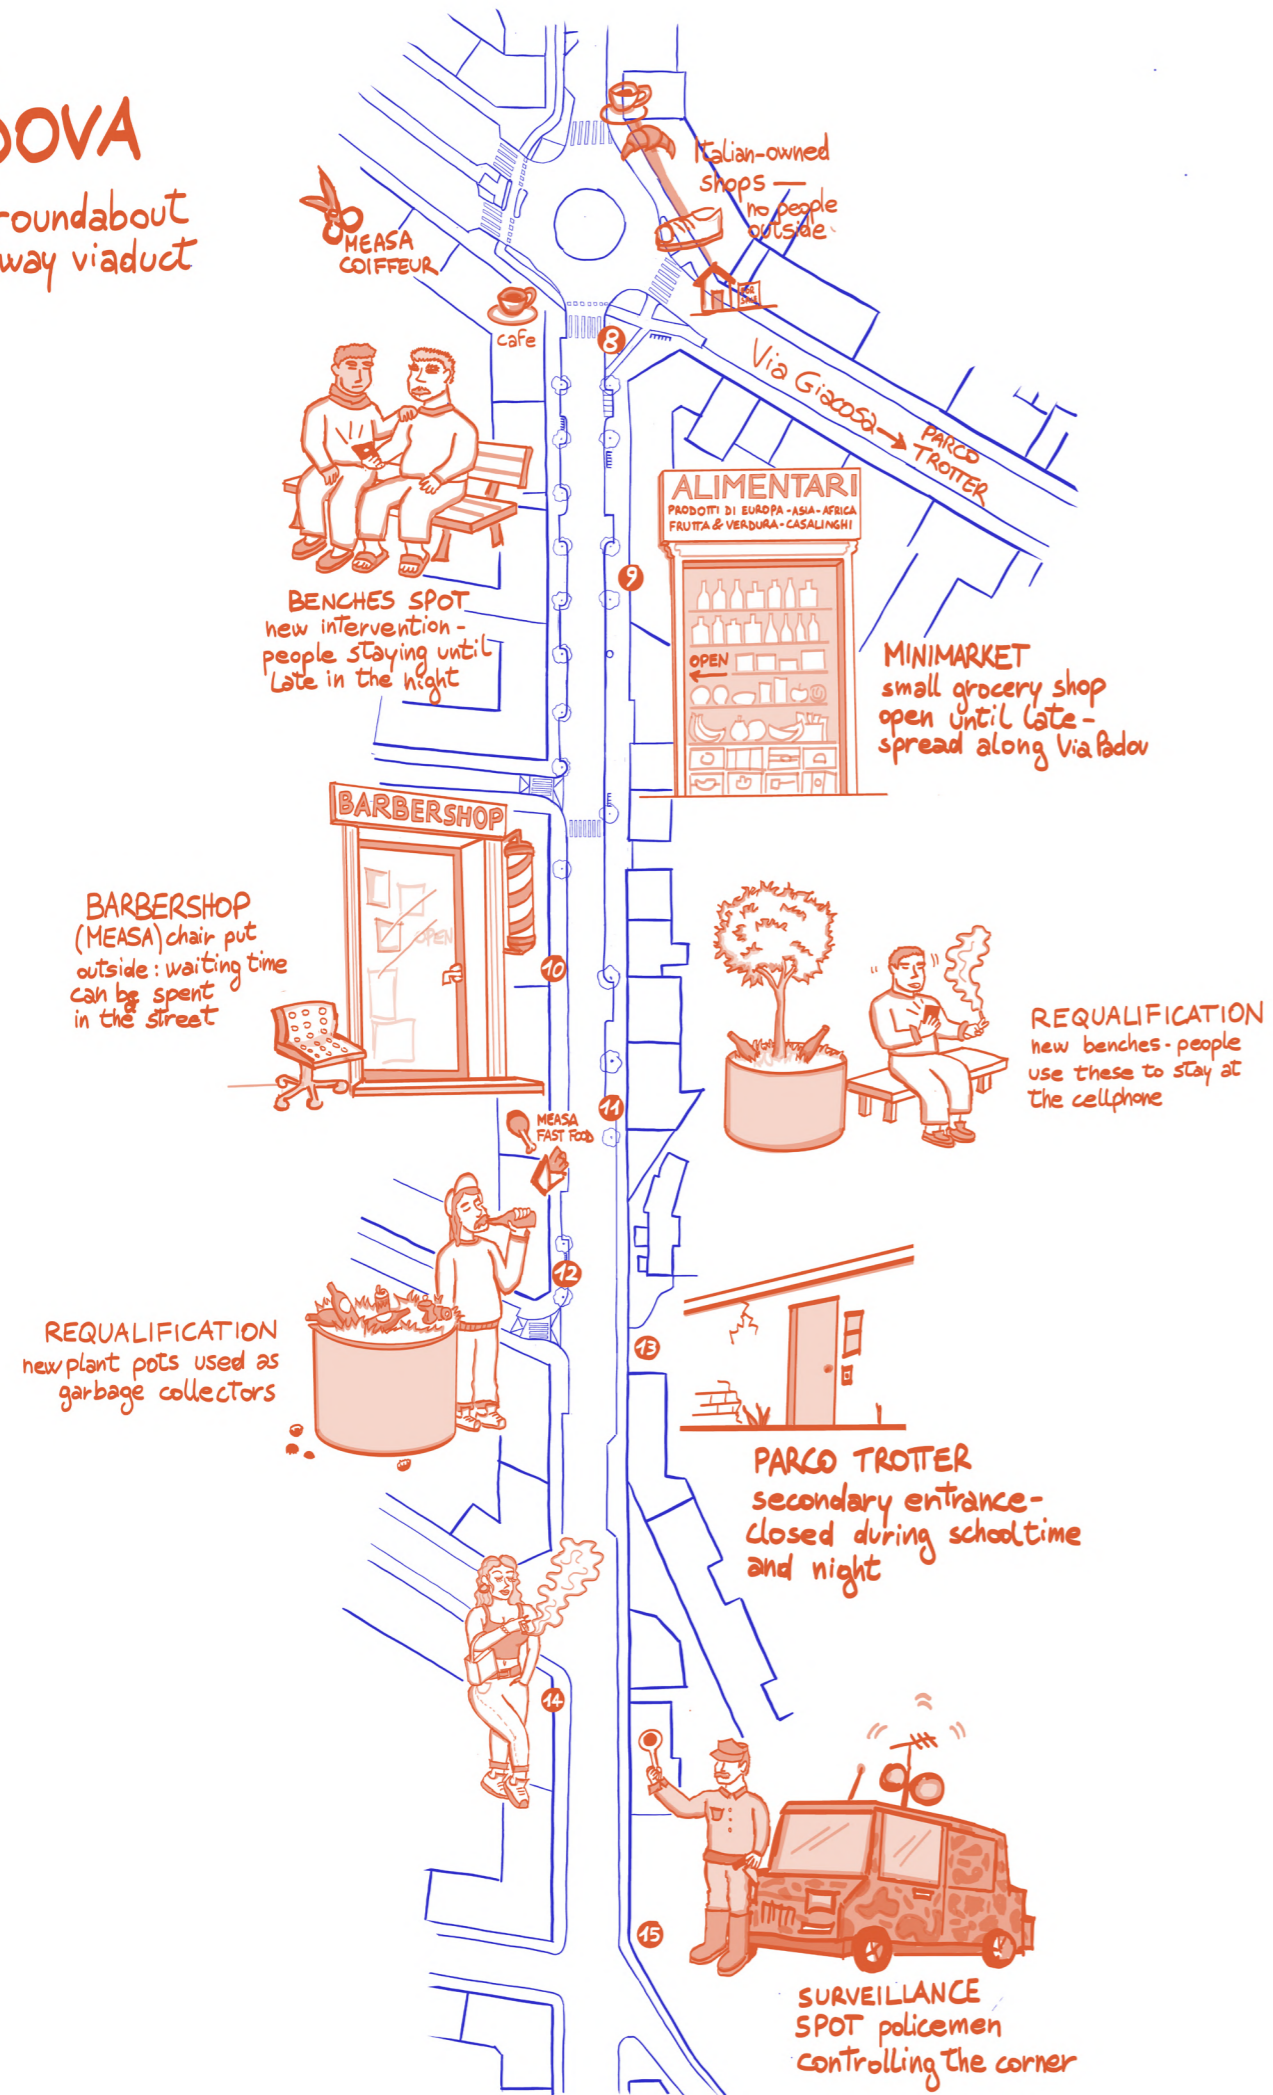 DOVA
roundabout
way viaduct
Italian-owned
shops —
no people
outside
MEASA
COIFFEUR
cafe
8
Via Giacosa →
PARCO
TROTTER
ALIMENTARI
PRODOTTI DI EUROPA - ASIA - AFRICA
FRUTTA & VERDURA - CASALINGHI
OPEN
9
BENCHES SPOT
new intervention -
people staying until
late in the night
MINIMARKET
small grocery shop
open until late -
spread along Via Padov
BARBERSHOP
OPEN
BARBERSHOP
(MEASA) chair put
outside: waiting time
can be spent
in the street
10
REQUALIFICATION
new benches - people
use these to stay at
the cellphone
11
MEASA
FAST FOOD
12
REQUALIFICATION
new plant pots used as
garbage collectors
13
PARCO TROTTER
secondary entrance -
closed during schooltime
and night
14
15
SURVEILLANCE
SPOT policemen
controlling the corner